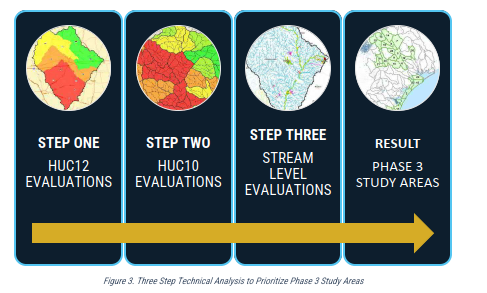 STEP ONE
HUC12
EVALUATIONS
STEP TWO
HUC10
EVALUATIONS
STEP THREE
STREAM
LEVEL
EVALUATIONS
RESULT
PHASE 3
STUDY AREAS
Figure 3. Three Step Technical Analysis to Prioritize Phase 3 Study Areas